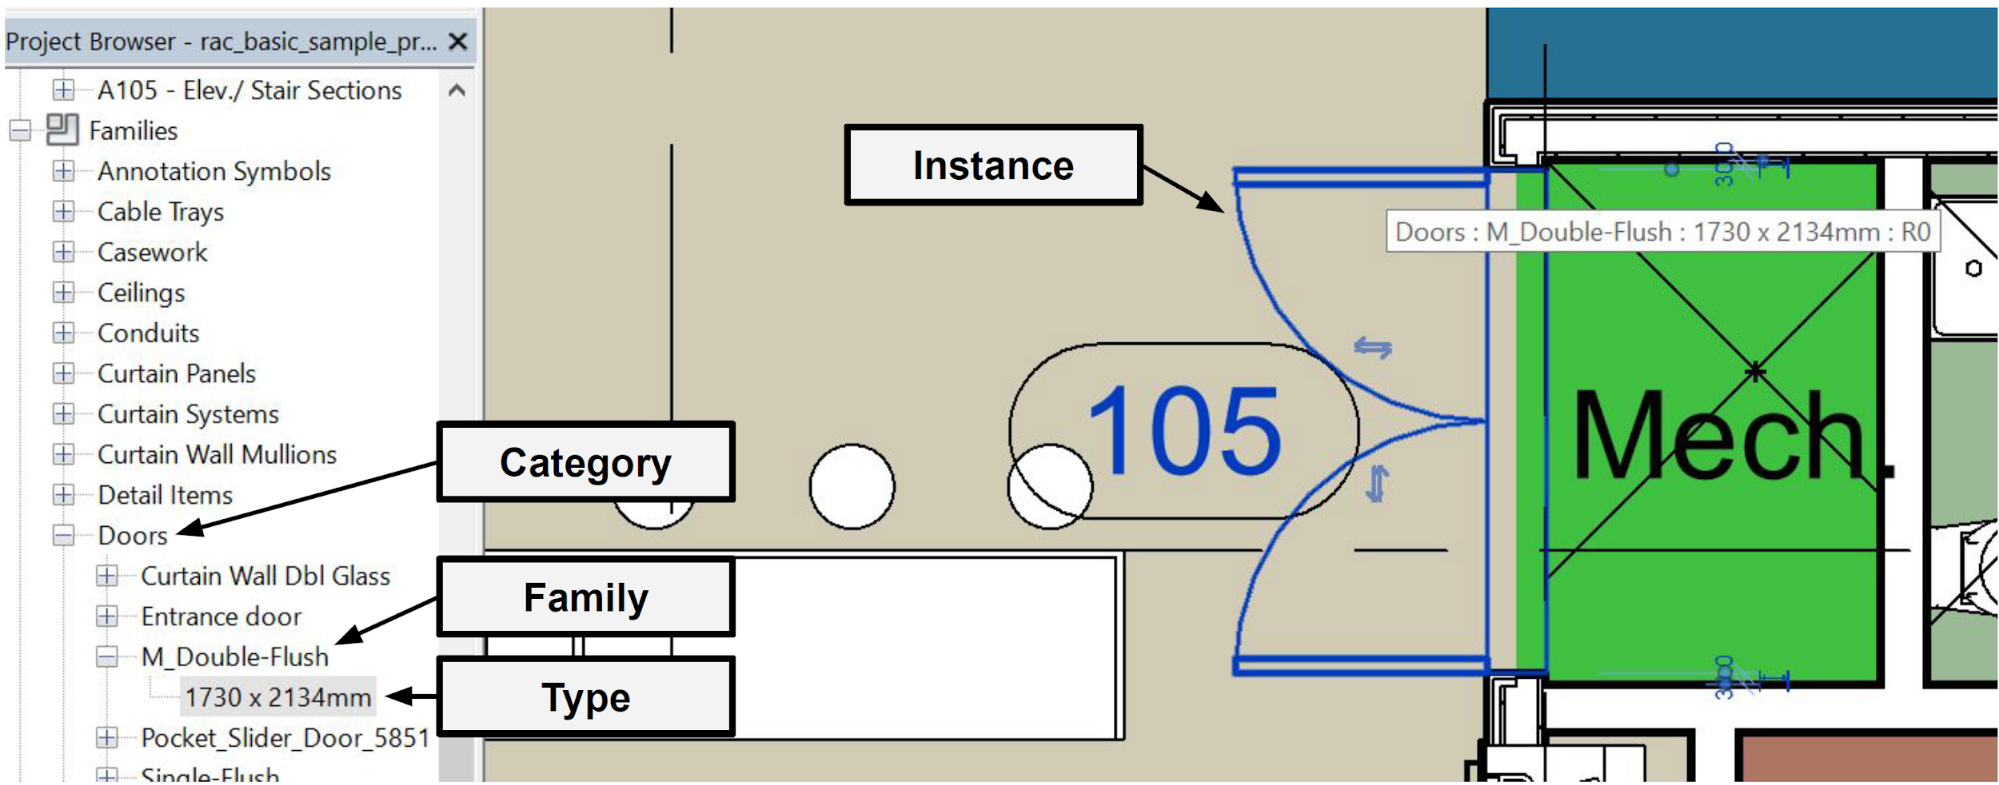 Project Browser - rac_basic_sample_pr...
A105 - Elev./ Stair Sections
Families
Annotation Symbols
Cable Trays
Casework
Ceilings
Conduits
Curtain Panels
Curtain Systems
Curtain Wall Mullions
Detail Items
Doors
Curtain Wall Dbl Glass
Entrance door
M_Double-Flush
1730 x 2134mm
Pocket_Slider_Door_5851
Single-Flush
Category
Family
Type
Instance
Doors : M_Double-Flush : 1730 x 2134mm : R0
105
Mech.